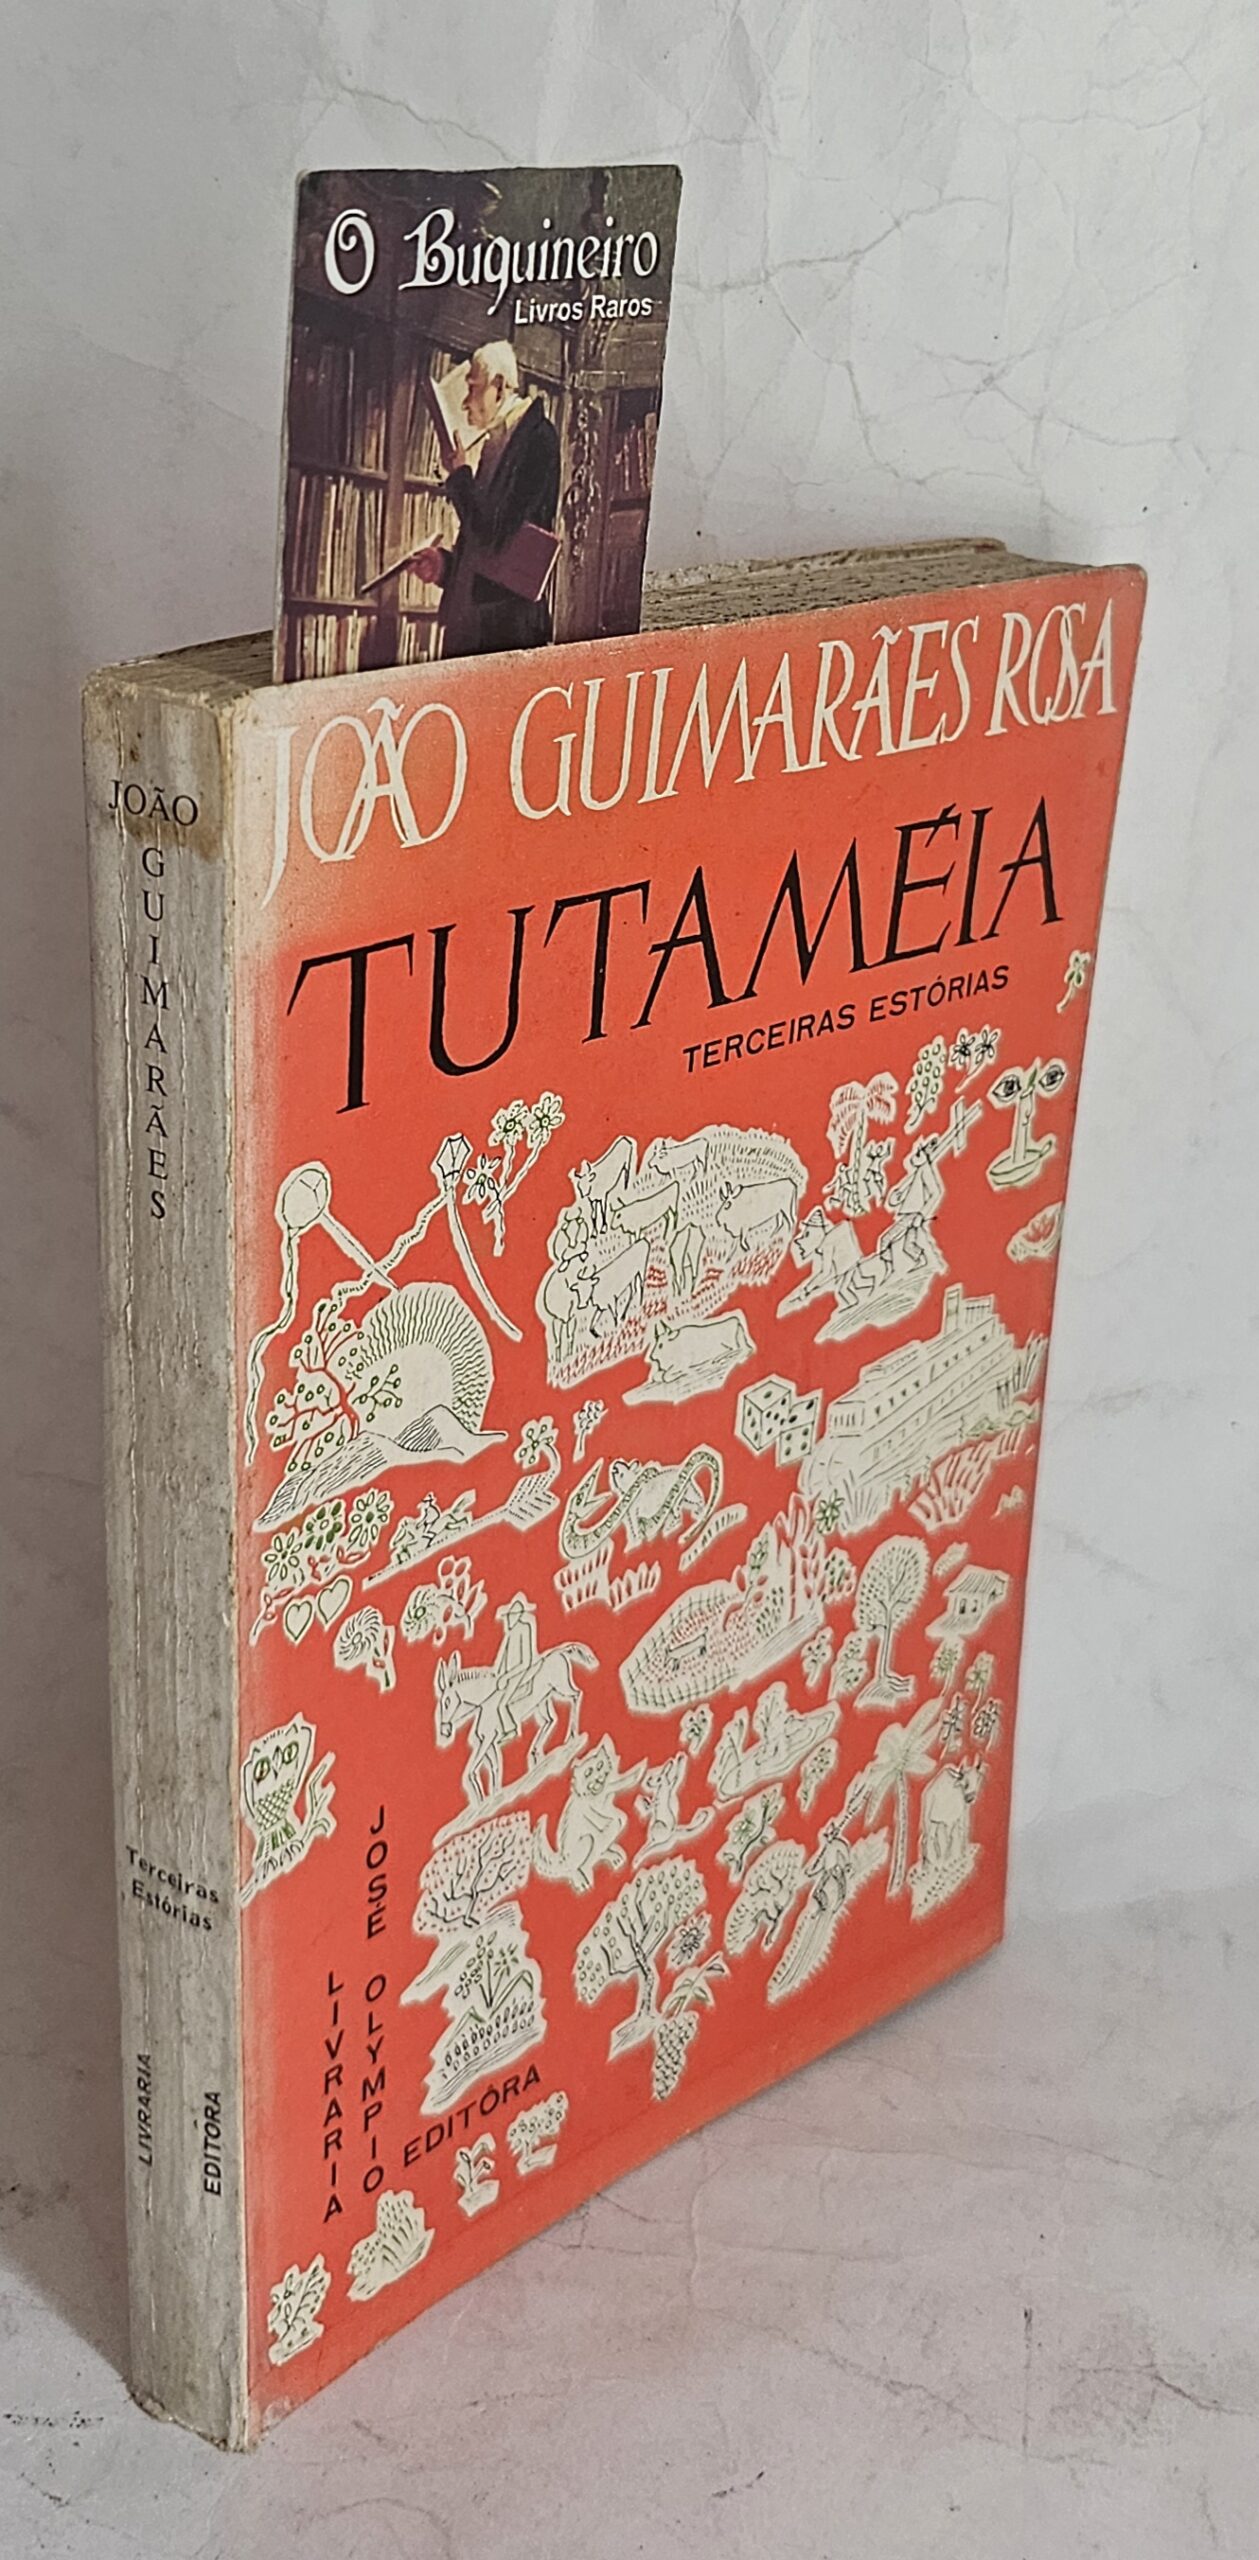 O Buquineiro
Livros Raros
JOÃO GUIMARÃES ROSA
TUTAMÉIA
TERCEIRAS ESTÓRIAS
JOSÉ OLYMPIO
LIVRARIA
EDITÔRA
JOÃO
GUIMARÃES
Terceiras
Estórias
LIVRARIA
EDITÔRA